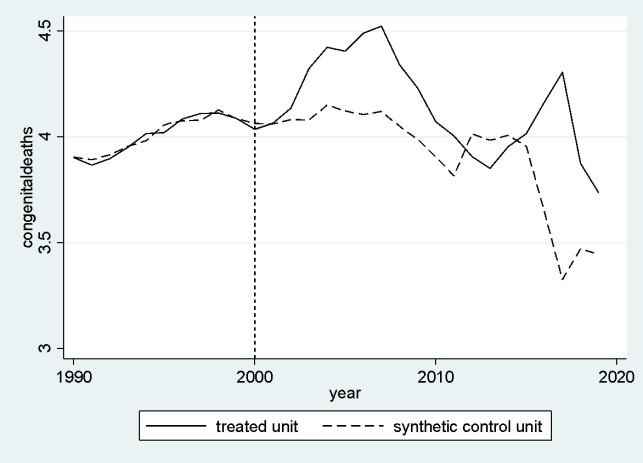 4.5
4
3.5
3
congenitaldeaths
1990
2000
2010
2020
year
treated unit
synthetic control unit